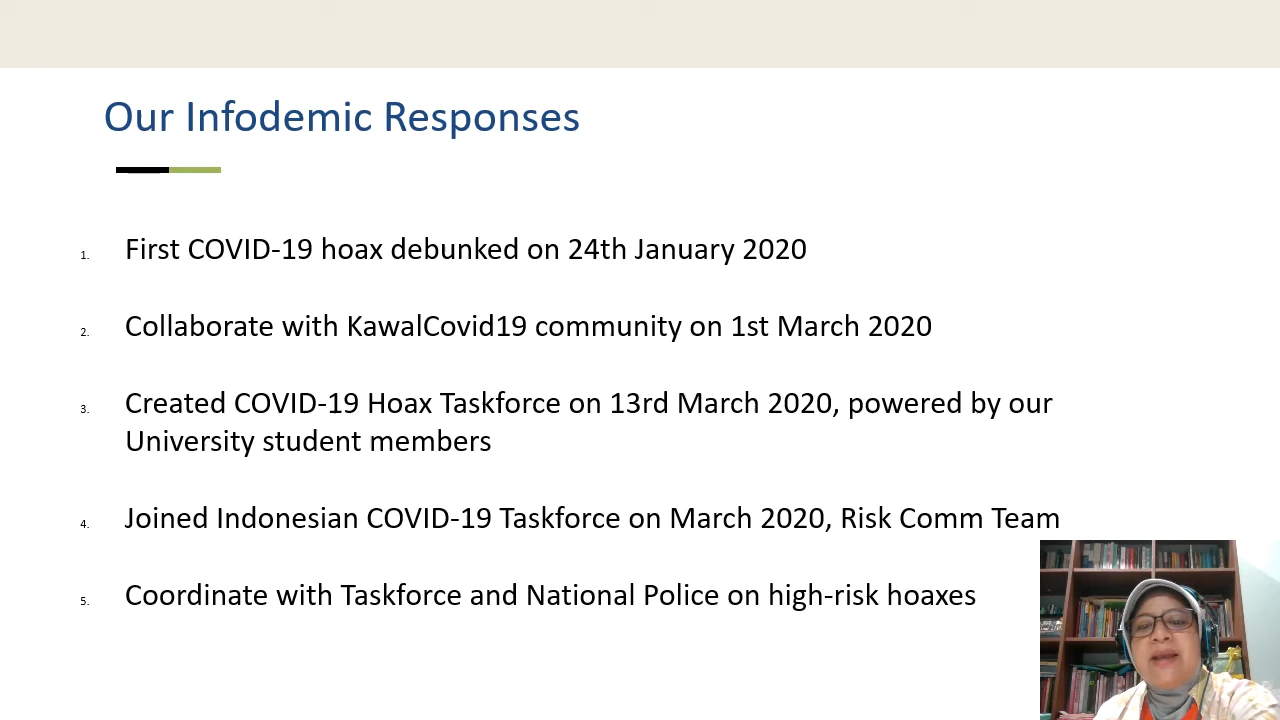 Our Infodemic Responses
1. First COVID-19 hoax debunked on 24th January 2020
2. Collaborate with KawalCovid19 community on 1st March 2020
3. Created COVID-19 Hoax Taskforce on 13rd March 2020, powered by our
University student members
4. Joined Indonesian COVID-19 Taskforce on March 2020, Risk Comm Team
5. Coordinate with Taskforce and National Police on high-risk hoaxes